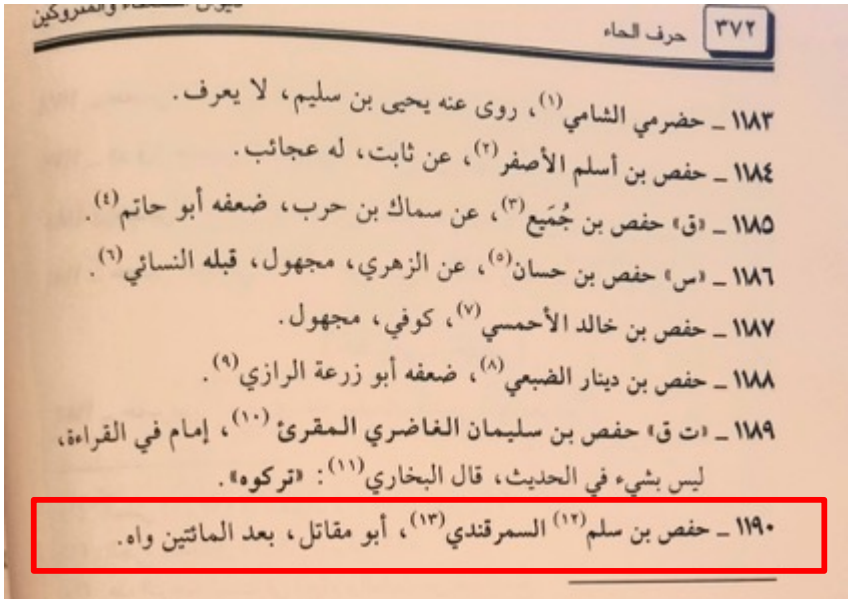 ٣٧٢ حرف الحاء والمتروكين
١١٨٣ ـ حضرمي الشامي(١)، روى عنه يحيى بن سليم، لا يعرف.
١١٨٤ ـ حفص بن أسلم الأصفر(٢)، عن ثابت، له عجائب.
١١٨٥ ـ «ق» حفص بن جُمَيع(٣)، عن سماك بن حرب، ضعفه أبو حاتم(٤).
١١٨٦ ـ «س» حفص بن حسان(٥)، عن الزهري، مجهول، قبله النسائي(٦).
١١٨٧ ـ حفص بن خالد الأحمسي(٧)، كوفي، مجهول.
١١٨٨ ـ حفص بن دينار الضبعي(٨)، ضعفه أبو زرعة الرازي(٩).
١١٨٩ ـ «ت ق» حفص بن سليمان الغاضري المقرئ(١٠)، إمام في القراءة،
ليس بشيء في الحديث، قال البخاري(١١): «تركوه».
١١٩٠ ـ حفص بن سلم(١٢) السمرقندي(١٣)، أبو مقاتل، بعد المائتين واه.